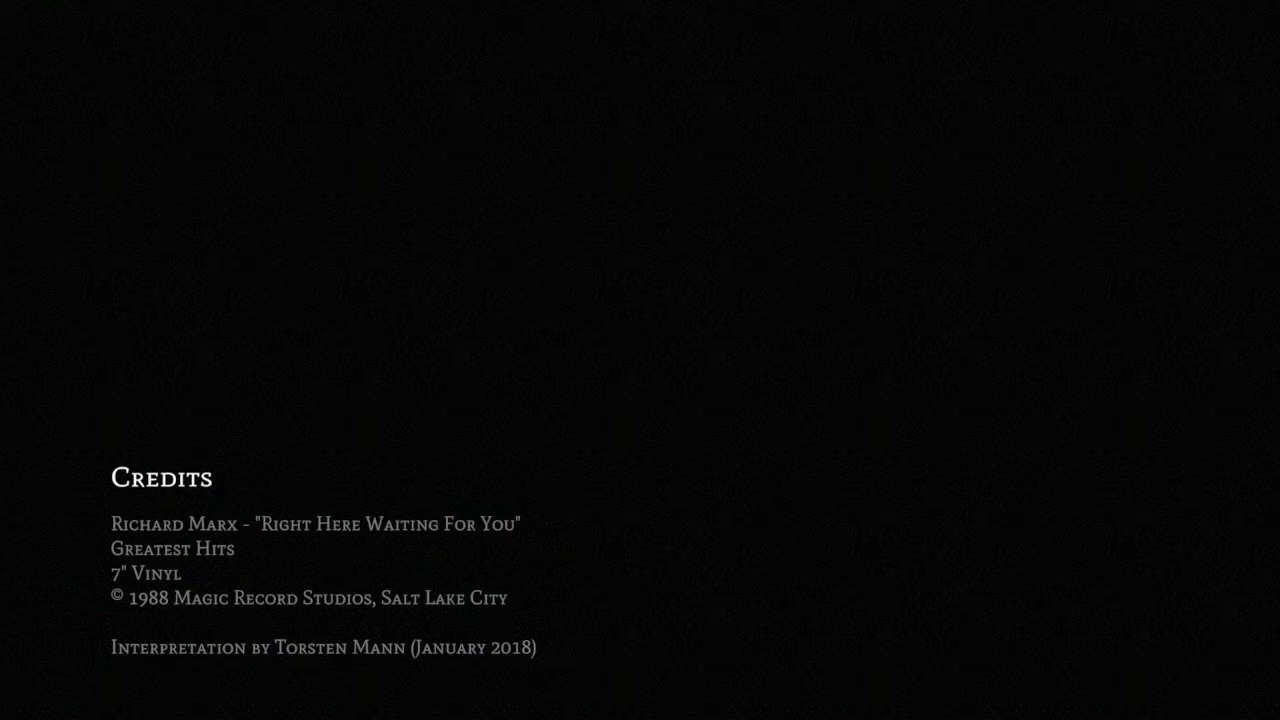 Credits
Richard Marx - "Right Here Waiting For You"
Greatest Hits
7" Vinyl
© 1988 Magic Record Studios, Salt Lake City
Interpretation by Torsten Mann (January 2018)